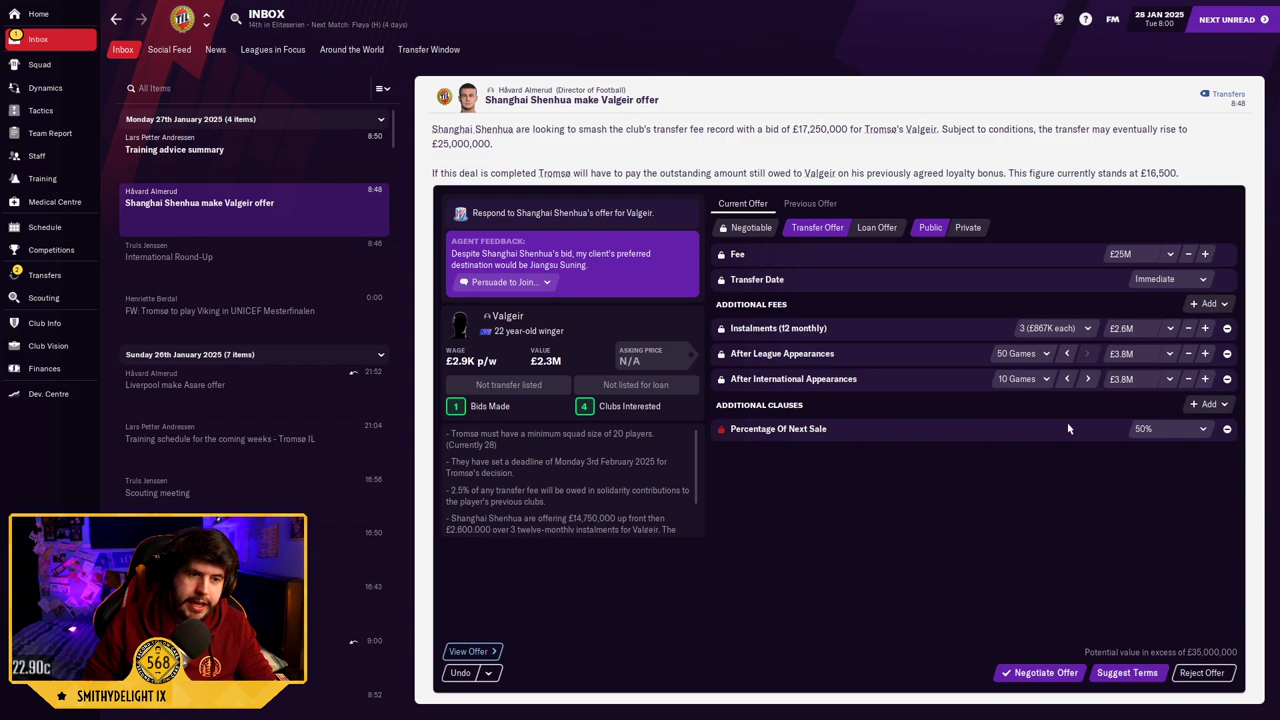 Home
1
Inbox
Squad
Dynamics
Tactics
Team Report
Staff
Training
Medical Centre
Schedule
Competitions
2
Transfers
Scouting
Club Info
Club Vision
Finances
Dev. Centre
TIL
INBOX
14th in Eliteserien - Next Match: Fløya (H) (4 days)
?
FM
28 JAN 2025
Tue 8:00
NEXT UNREAD
Inbox
Social Feed
News
Leagues in Focus
Around the World
Transfer Window
All Items
Monday 27th January 2025 (4 items)
Lars Petter Andressen
8:50
Training advice summary
Håvard Almerud
8:48
Shanghai Shenhua make Valgeir offer
Truls Jenssen
8:46
International Round-Up
Henriette Berdal
0:00
FW: Tromsø to play Viking in UNICEF Mesterfinalen
Sunday 26th January 2025 (7 items)
Håvard Almerud
21:52
Liverpool make Asare offer
Lars Petter Andressen
21:04
Training schedule for the coming weeks - Tromsø IL
Truls Jenssen
16:56
Scouting meeting
16:50
16:43
9:00
8:52
Håvard Almerud (Director of Football)
Shanghai Shenhua make Valgeir offer
Transfers
8:48
Shanghai Shenhua are looking to smash the club's transfer fee record with a bid of £17,250,000 for Tromsø's Valgeir. Subject to conditions, the transfer may eventually rise to
£25,000,000.
If this deal is completed Tromsø will have to pay the outstanding amount still owed to Valgeir on his previously agreed loyalty bonus. This figure currently stands at £16,500.
Respond to Shanghai Shenhua's offer for Valgeir.
AGENT FEEDBACK:
Despite Shanghai Shenhua's bid, my client's preferred
destination would be Jiangsu Suning.
Persuade to Join...
Valgeir
22 year-old winger
WAGE
£2.9K p/w
VALUE
£2.3M
ASKING PRICE
N/A
Not transfer listed
Not listed for loan
1 Bids Made
4 Clubs Interested
- Tromsø must have a minimum squad size of 20 players.
(Currently 28)
- They have set a deadline of Monday 3rd February 2025 for
Tromsø's decision.
- 2.5% of any transfer fee will be owed in solidarity contributions to
the player's previous clubs.
- Shanghai Shenhua are offering £14,750,000 up front then
£2,600,000 over 3 twelve-monthly instalments for Valgeir. The
View Offer
Undo
Current Offer
Previous Offer
Negotiable
Transfer Offer
Loan Offer
Public
Private
Fee
£25M
Transfer Date
Immediate
ADDITIONAL FEES
Add
Instalments (12 monthly)
3 (£867K each)
£2.6M
After League Appearances
50 Games
£3.8M
After International Appearances
10 Games
£3.8M
ADDITIONAL CLAUSES
Add
Percentage Of Next Sale
50%
Potential value in excess of £35,000,000
Negotiate Offer
Suggest Terms
Reject Offer
22.90c
568
SMITHYDELIGHT IX